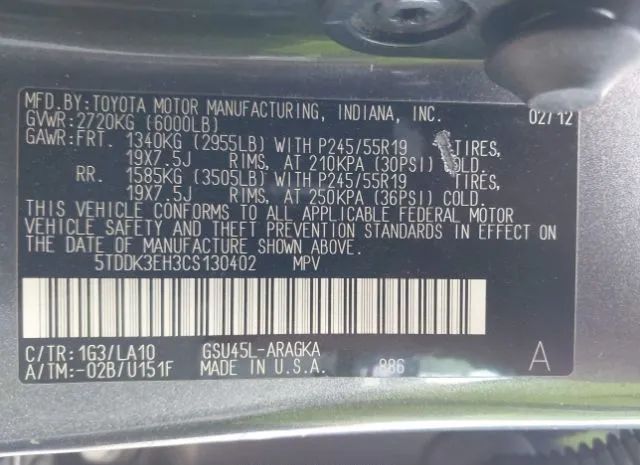 MFD.BY:TOYOTA MOTOR MANUFACTURING, INDIANA, INC. 02/12
GVWR:2720KG (6000LB)
GAWR:FRT. 1340KG (2955LB) WITH P245/55R19 TIRES,
19X7.5J RIMS, AT 210KPA (30PSI) COLD
RR. 1585KG (3505LB) WITH P245/55R19 TIRES,
19X7.5J RIMS, AT 250KPA (36PSI) COLD.
THIS VEHICLE CONFORMS TO ALL APPLICABLE FEDERAL MOTOR
VEHICLE SAFETY AND THEFT PREVENTION STANDARDS IN EFFECT ON
THE DATE OF MANUFACTURE SHOWN ABOVE.
5TDDK3EH3CS130402 MPV
C/TR:1G3/LA10 GSU45L-ARAGKA
A/TM:-02B/U151F MADE IN U.S.A. 886 A